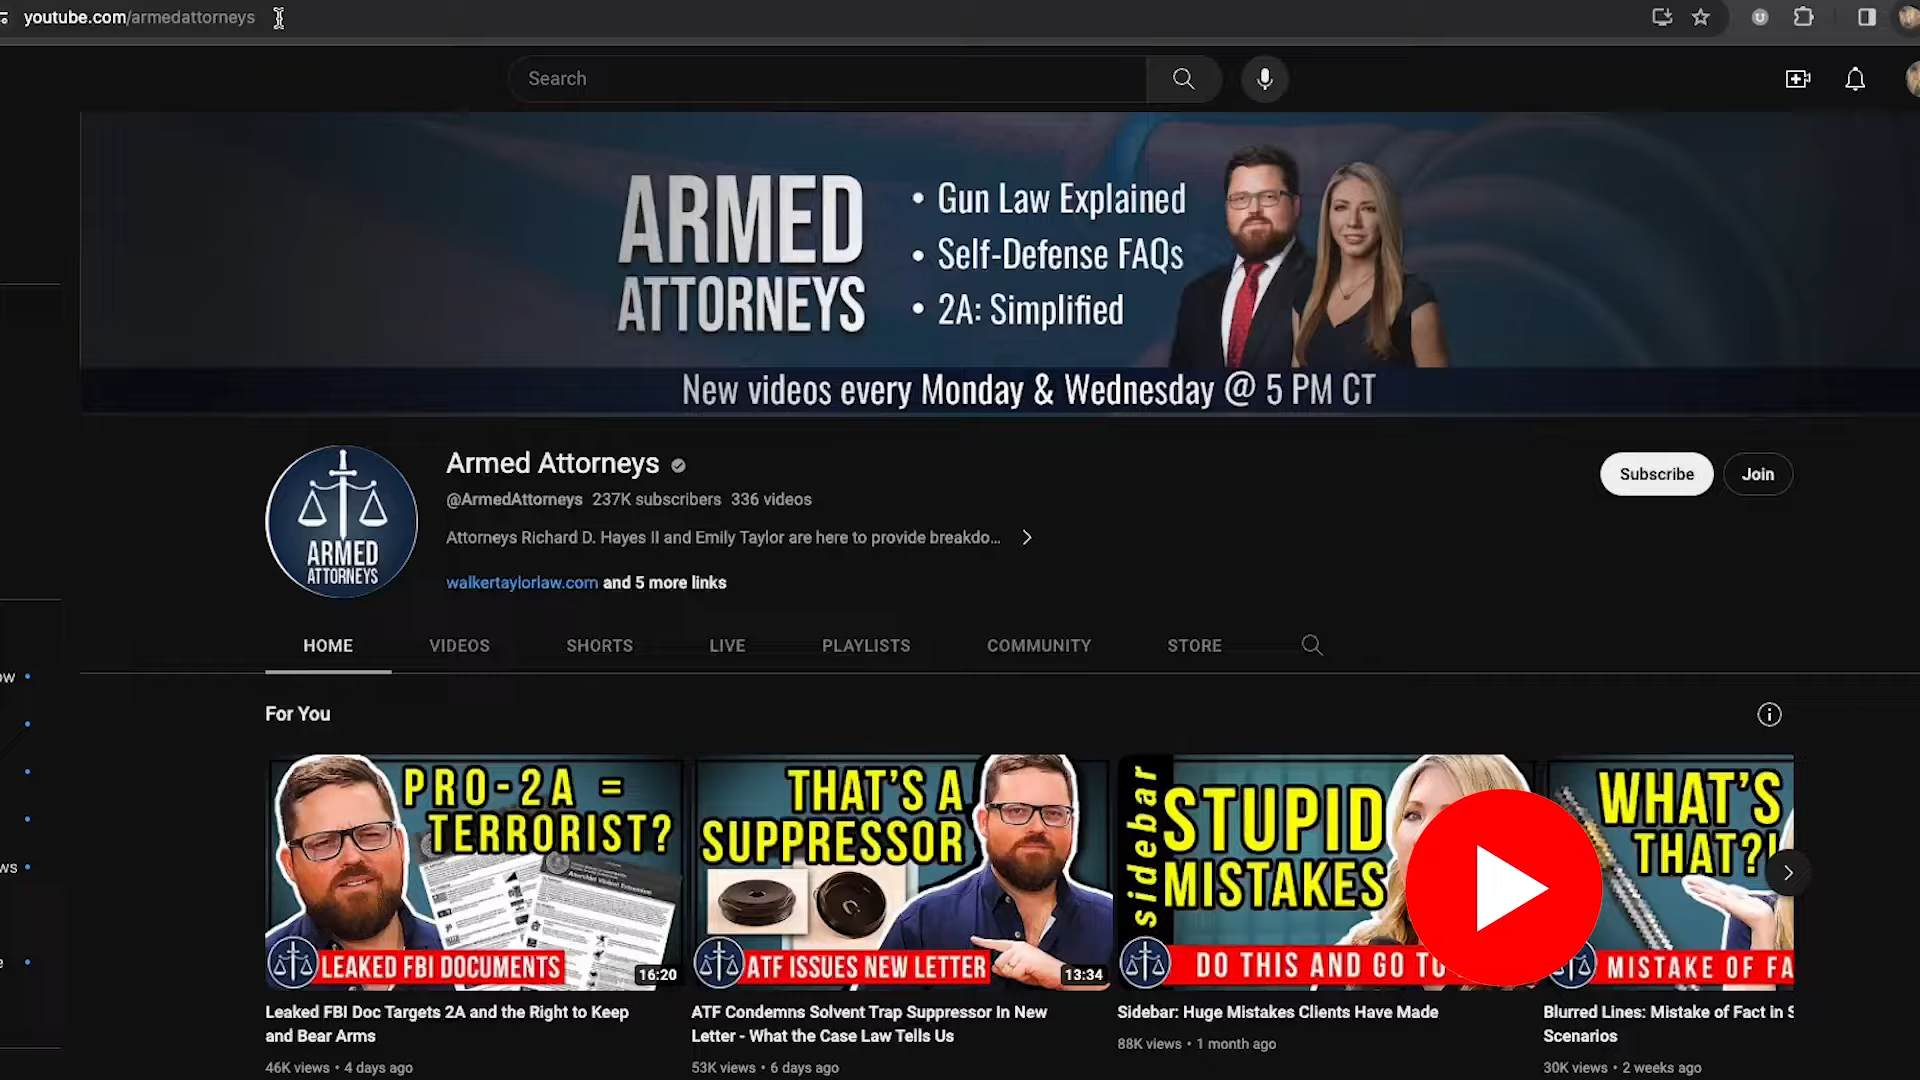 youtube.com/armedattorneys
Search
ARMED
ATTORNEYS
• Gun Law Explained
• Self-Defense FAQs
• 2A: Simplified
New videos every Monday & Wednesday @ 5 PM CT
ARMED
ATTORNEYS
Armed Attorneys
@ArmedAttorneys 237K subscribers 336 videos
Attorneys Richard D. Hayes II and Emily Taylor are here to provide breakdo...
walkertaylorlaw.com and 5 more links
Subscribe
Join
HOME VIDEOS SHORTS LIVE PLAYLISTS COMMUNITY STORE
For You
PRO-2A =
TERRORIST?
LEAKED FBI DOCUMENTS
16:20
Leaked FBI Doc Targets 2A and the Right to Keep
and Bear Arms
46K views • 4 days ago
THAT'S A
SUPPRESSOR
ATF ISSUES NEW LETTER
13:34
ATF Condemns Solvent Trap Suppressor In New
Letter - What the Case Law Tells Us
53K views • 6 days ago
sidebar
STUPID
MISTAKES
DO THIS AND GO TO
Sidebar: Huge Mistakes Clients Have Made
88K views • 1 month ago
WHAT'S
THAT?!
MISTAKE OF FA
Blurred Lines: Mistake of Fact in S
Scenarios
30K views • 2 weeks ago